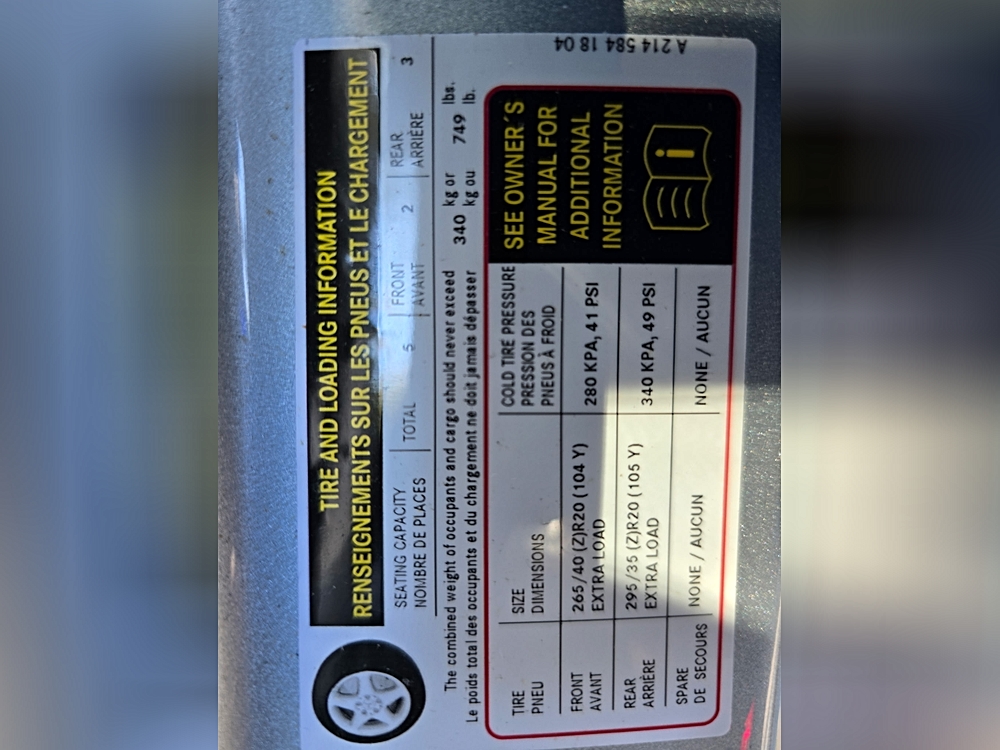 A 214 584 18 04
TIRE AND LOADING INFORMATION
RENSEIGNEMENTS SUR LES PNEUS ET LE CHARGEMENT
SEATING CAPACITY TOTAL 5 FRONT 2 REAR 3
NOMBRE DE PLACES AVANT ARRIÈRE
The combined weight of occupants and cargo should never exceed 340 kg or 749 lbs.
Le poids total des occupants et du chargement ne doit jamais dépasser kg ou lb.
TIRE SIZE COLD TIRE PRESSURE
PNEU DIMENSIONS PRESSION DES
PNEUS À FROID
FRONT 265/40 (Z)R20 (104 Y) 280 KPA, 41 PSI
AVANT EXTRA LOAD
REAR 295/35 (Z)R20 (105 Y) 340 KPA, 49 PSI
ARRIÈRE EXTRA LOAD
SPARE NONE / AUCUN NONE / AUCUN
DE SECOURS
SEE OWNER'S
MANUAL FOR
ADDITIONAL
INFORMATION
i